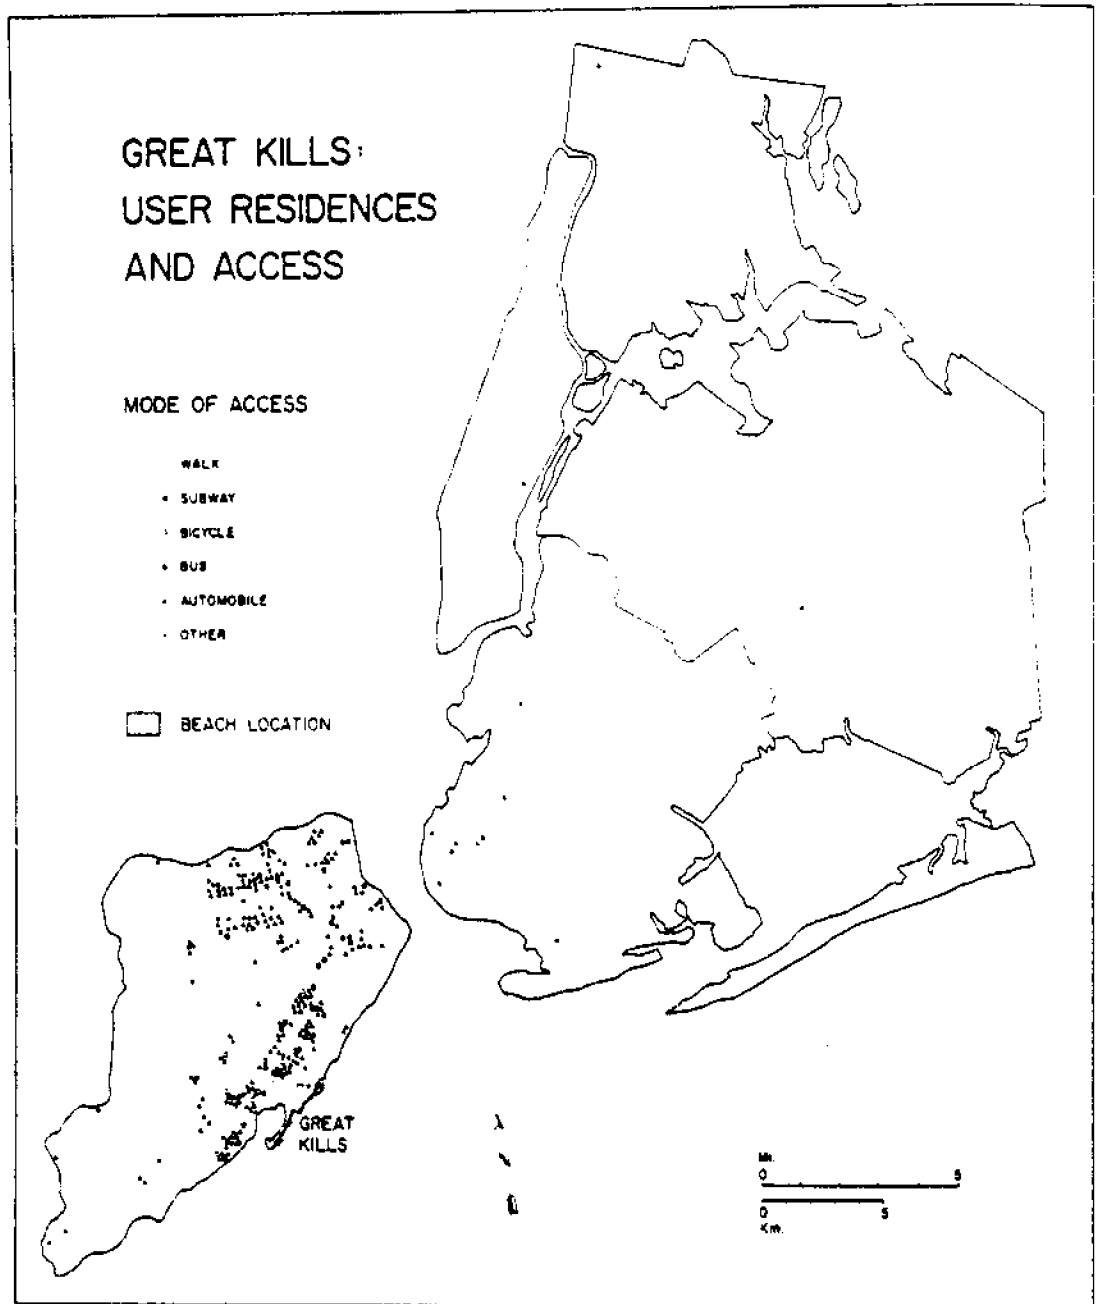 GREAT KILLS:
USER RESIDENCES
AND ACCESS
MODE OF ACCESS
WALK
SUBWAY
BICYCLE
BUS
AUTOMOBILE
OTHER
BEACH LOCATION
GREAT
KILLS
Mi.
0 5
0 5
Km.